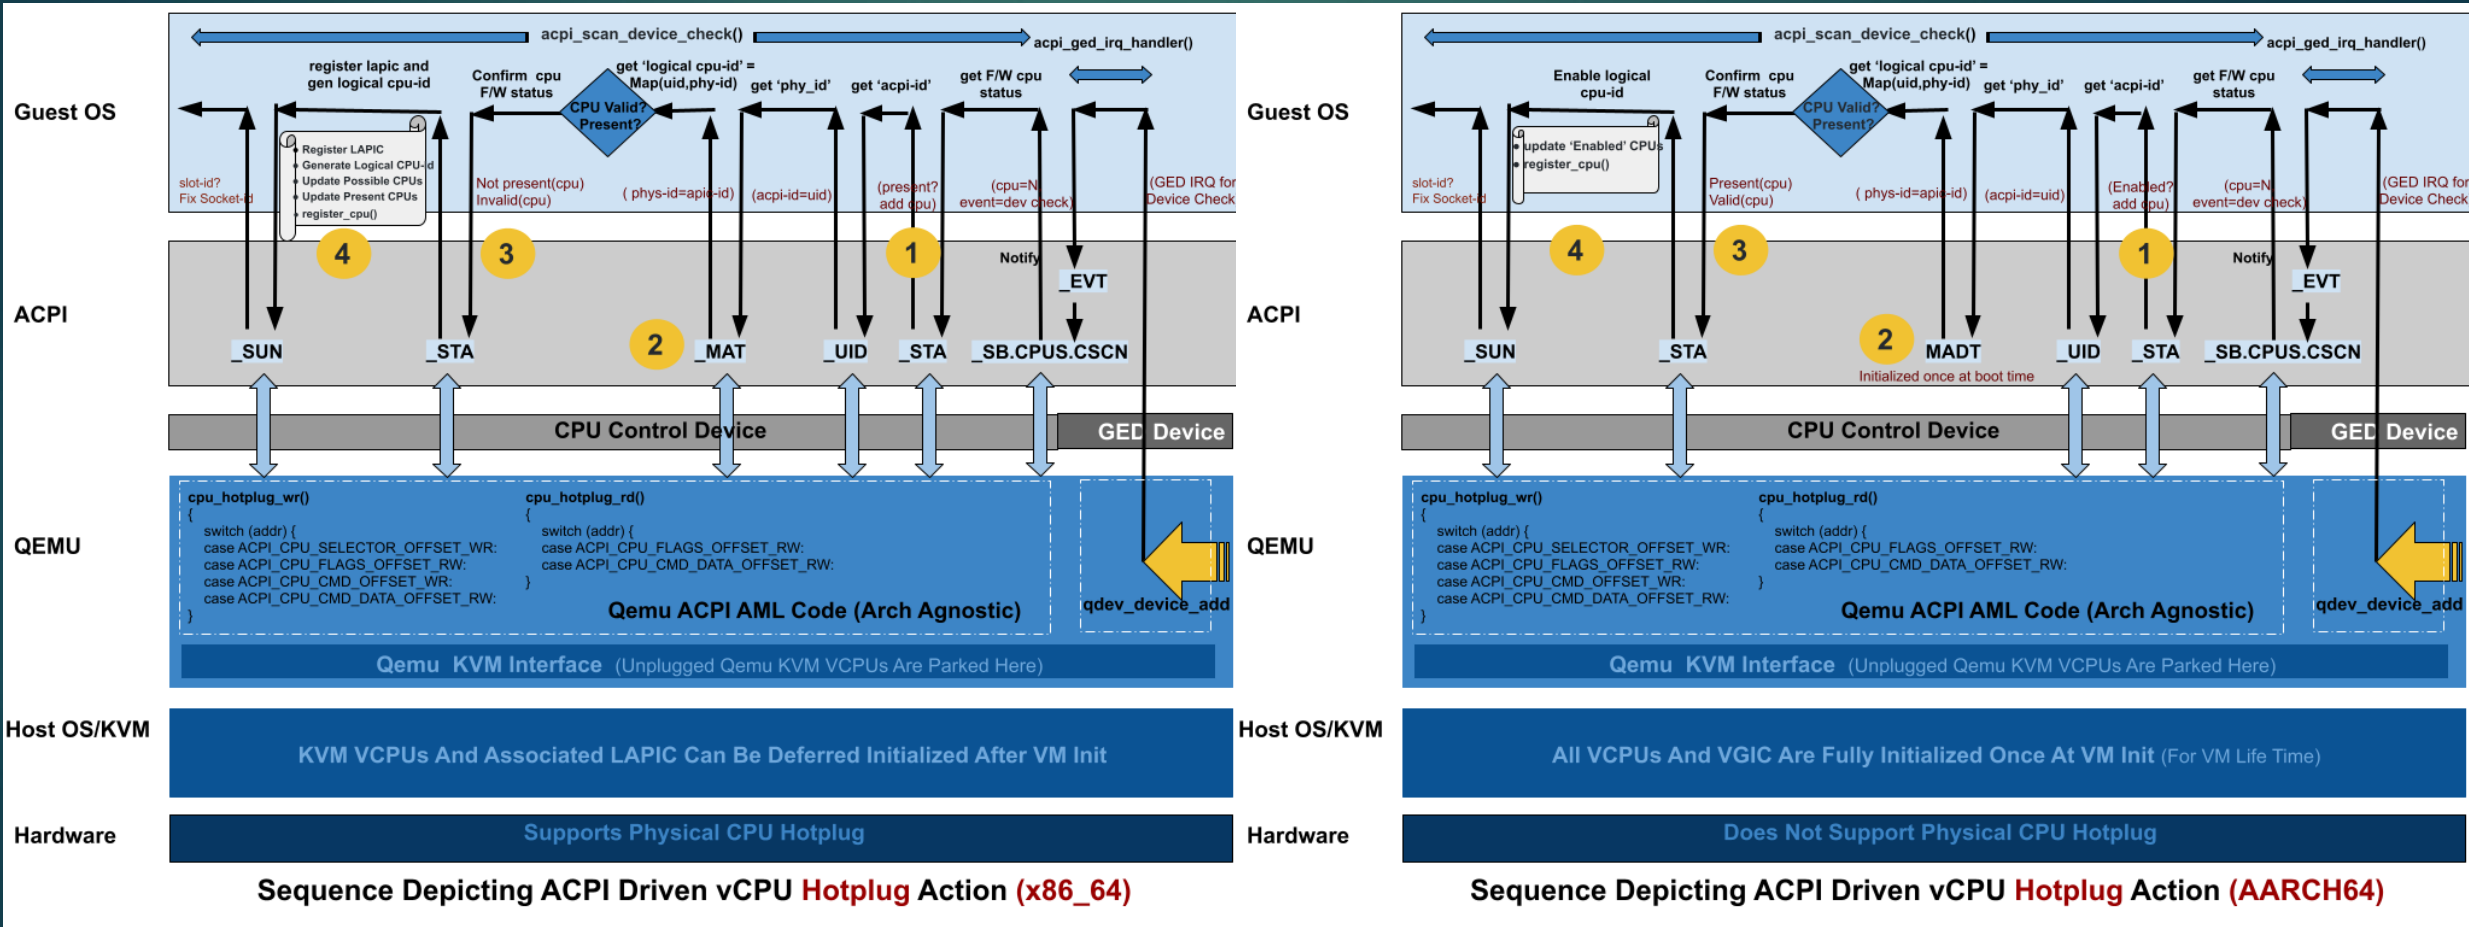 acpi_scan_device_check()
acpi_ged_irq_handler()
register lapic and
gen logical cpu-id
Confirm cpu
F/W status
get ‘logical cpu-id’ =
Map(uid,phy-id)
get ‘phy_id’
get ‘acpi-id’
get F/W cpu
status
Guest OS
CPU Valid?
Present?
• Register LAPIC
• Generate Logical CPU-id
• Update Possible CPUs
• Update Present CPUs
• register_cpu()
slot-id?
Fix Socket-id
Not present(cpu)
Invalid(cpu)
( phys-id=apic-id)
(acpi-id=uid)
(present?
add cpu)
(cpu=N,
event=dev check)
(GED IRQ for
Device Check
4
3
1
Notify
_EVT
ACPI
2
_SUN
_STA
_MAT
_UID
_STA
_SB.CPUS.CSCN
CPU Control Device
GED Device
QEMU
cpu_hotplug_wr()
{
switch (addr) {
case ACPI_CPU_SELECTOR_OFFSET_WR:
case ACPI_CPU_FLAGS_OFFSET_RW:
case ACPI_CPU_CMD_OFFSET_WR:
case ACPI_CPU_CMD_DATA_OFFSET_RW:
}
cpu_hotplug_rd()
{
switch (addr) {
case ACPI_CPU_FLAGS_OFFSET_RW:
case ACPI_CPU_CMD_DATA_OFFSET_RW:
}
Qemu ACPI AML Code (Arch Agnostic)
qdev_device_add
Qemu KVM Interface (Unplugged Qemu KVM VCPUs Are Parked Here)
Host OS/KVM
KVM VCPUs And Associated LAPIC Can Be Deferred Initialized After VM Init
Hardware
Supports Physical CPU Hotplug
Sequence Depicting ACPI Driven vCPU Hotplug Action (x86_64)
acpi_scan_device_check()
acpi_ged_irq_handler()
Enable logical
cpu-id
Confirm cpu
F/W status
get ‘logical cpu-id’ =
Map(uid,phy-id)
get ‘phy_id’
get ‘acpi-id’
get F/W cpu
status
Guest OS
CPU Valid?
Present?
• update ‘Enabled’ CPUs
• register_cpu()
slot-id?
Fix Socket-id
Present(cpu)
Valid(cpu)
( phys-id=apic-id)
(acpi-id=uid)
(Enabled?
add cpu)
(cpu=N,
event=dev check)
(GED IRQ for
Device Check
4
3
1
Notify
_EVT
ACPI
2
_SUN
_STA
MADT
_UID
_STA
_SB.CPUS.CSCN
Initialized once at boot time
CPU Control Device
GED Device
QEMU
cpu_hotplug_wr()
{
switch (addr) {
case ACPI_CPU_SELECTOR_OFFSET_WR:
case ACPI_CPU_FLAGS_OFFSET_RW:
case ACPI_CPU_CMD_OFFSET_WR:
case ACPI_CPU_CMD_DATA_OFFSET_RW:
}
cpu_hotplug_rd()
{
switch (addr) {
case ACPI_CPU_FLAGS_OFFSET_RW:
case ACPI_CPU_CMD_DATA_OFFSET_RW:
}
Qemu ACPI AML Code (Arch Agnostic)
qdev_device_add
Qemu KVM Interface (Unplugged Qemu KVM VCPUs Are Parked Here)
Host OS/KVM
All VCPUs And VGIC Are Fully Initialized Once At VM Init (For VM Life Time)
Hardware
Does Not Support Physical CPU Hotplug
Sequence Depicting ACPI Driven vCPU Hotplug Action (AARCH64)